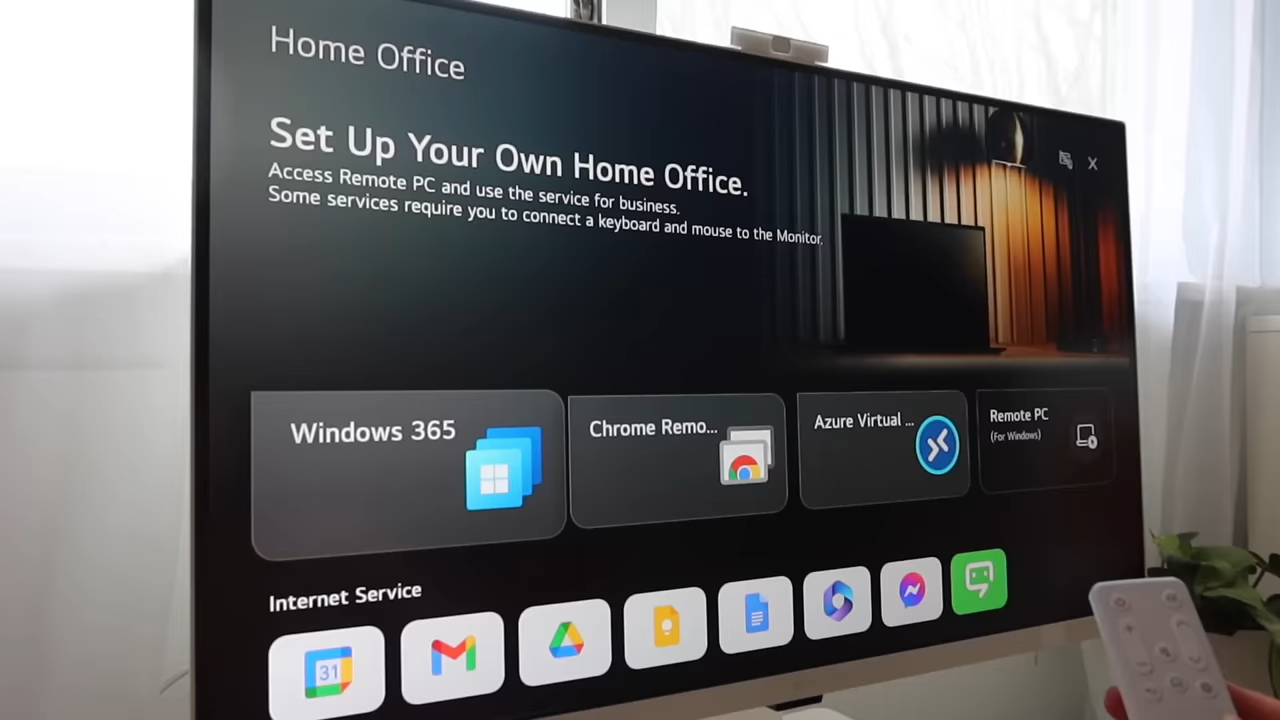 Home Office
Set Up Your Own Home Office.
Access Remote PC and use the service for business.
Some services require you to connect a keyboard and mouse to the Monitor.
Windows 365
Chrome Remo...
Azure Virtual ...
Remote PC
(For Windows)
Internet Service
31